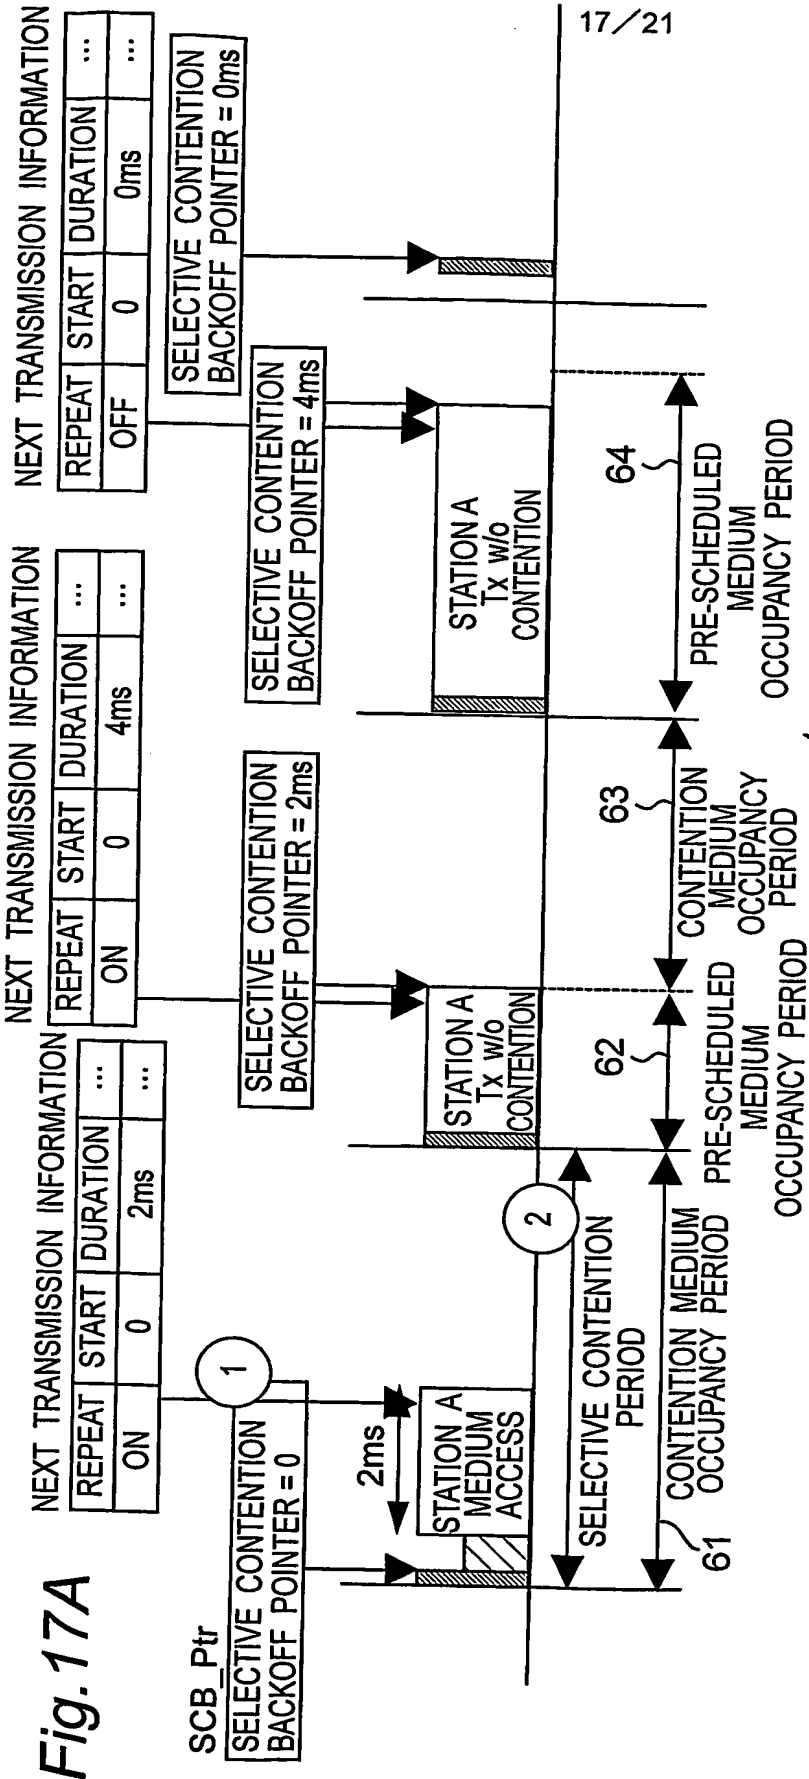 17/21
Fig. 17A
NEXT TRANSMISSION INFORMATION
REPEAT START DURATION ...
ON 0 2ms ...
NEXT TRANSMISSION INFORMATION
REPEAT START DURATION ...
ON 0 4ms ...
NEXT TRANSMISSION INFORMATION
REPEAT START DURATION ...
OFF 0 0ms ...
SCB_Ptr
SELECTIVE CONTENTION
BACKOFF POINTER = 0
1
SELECTIVE CONTENTION
BACKOFF POINTER = 2ms
SELECTIVE CONTENTION
BACKOFF POINTER = 4ms
SELECTIVE CONTENTION
BACKOFF POINTER = 0ms
2ms
STATION A
MEDIUM
ACCESS
STATION A
Tx w/o
CONTENTION
STATION A
Tx w/o
CONTENTION
2
SELECTIVE CONTENTION
PERIOD
61
CONTENTION MEDIUM
OCCUPANCY PERIOD
62
PRE-SCHEDULED
MEDIUM
OCCUPANCY PERIOD
63
CONTENTION
MEDIUM
OCCUPANCY
PERIOD
64
PRE-SCHEDULED
MEDIUM
OCCUPANCY PERIOD